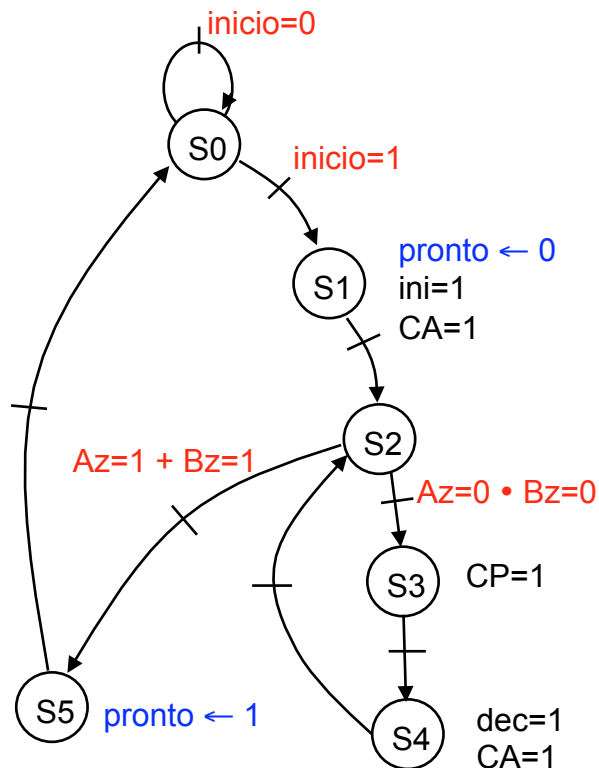 inicio=0
S0
inicio=1
pronto ← 0
S1
ini=1
CA=1
S2
Az=1 + Bz=1
Az=0 • Bz=0
S3
CP=1
S5
pronto ← 1
S4
dec=1
CA=1